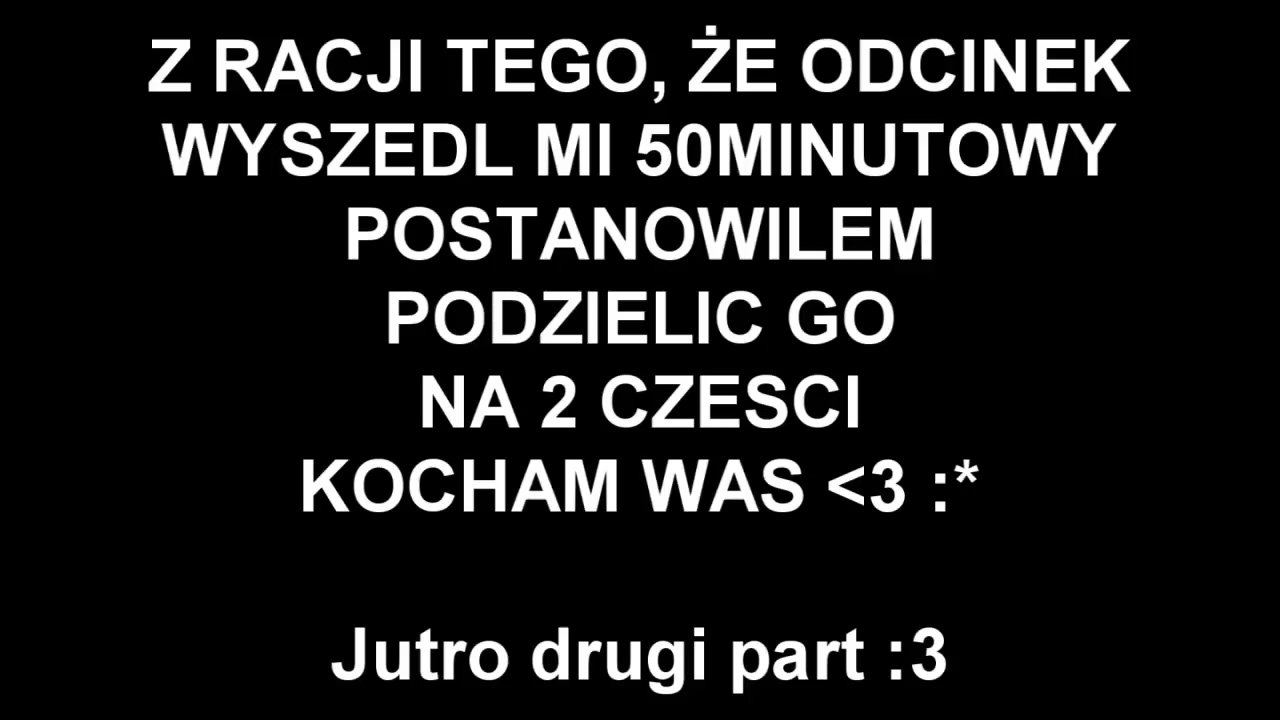 Z RACJI TEGO, ŻE ODCINEK
WYSZEDL MI 50MINUTOWY
POSTANOWILEM
PODZIELIC GO
NA 2 CZESCI
KOCHAM WAS <3 :*
Jutro drugi part :3